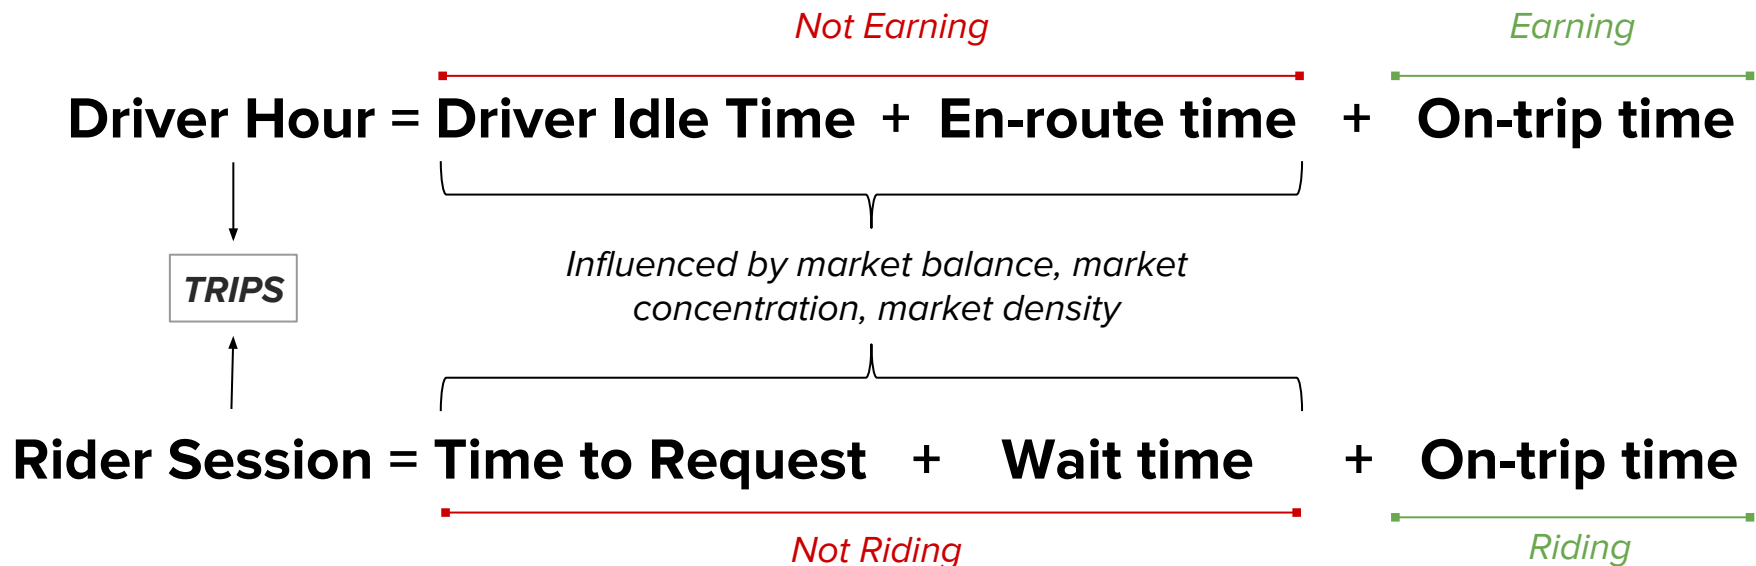 Not Earning Earning
Driver Hour = Driver Idle Time + En-route time + On-trip time
Influenced by market balance, market
concentration, market density
TRIPS
Rider Session = Time to Request + Wait time + On-trip time
Not Riding Riding